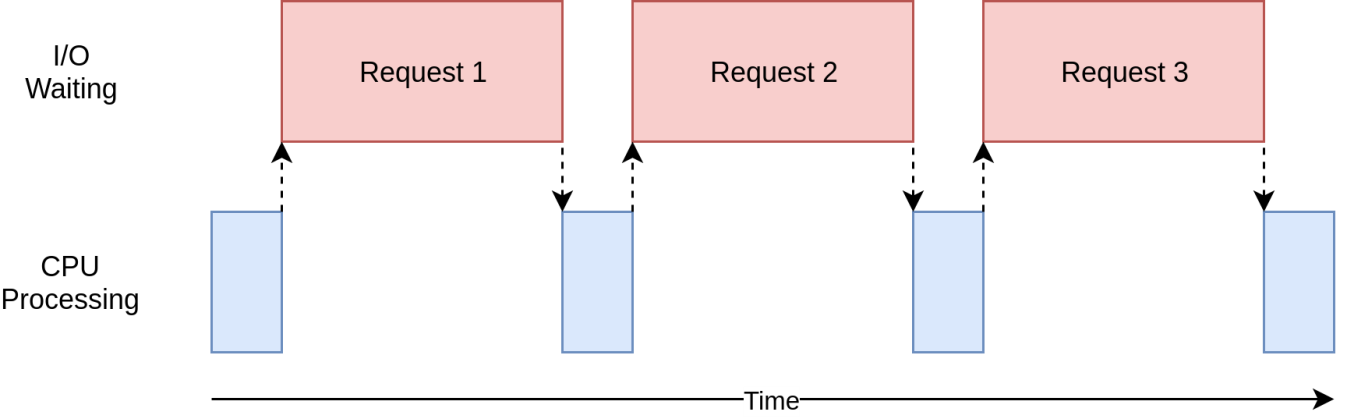 I/O
Waiting
Request 1
Request 2
Request 3
CPU
Processing
Time